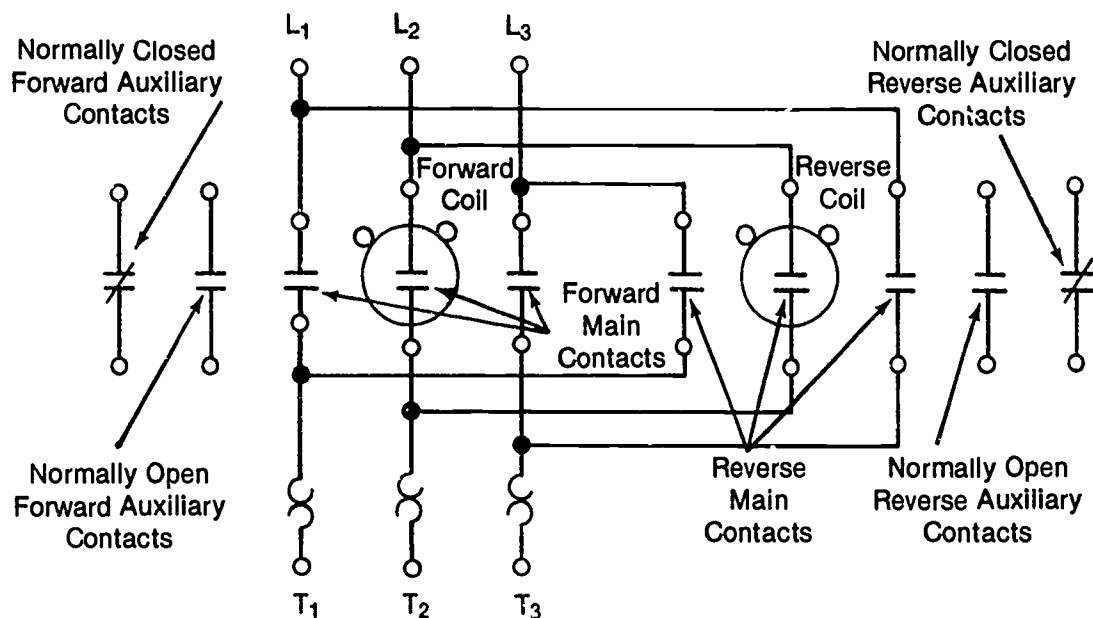 L1
L2
L3
Normally Closed
Forward Auxiliary
Contacts
Normally Closed
Reverse Auxiliary
Contacts
Forward
Coil
Reverse
Coil
Forward
Main
Contacts
Normally Open
Forward Auxiliary
Contacts
Reverse
Main
Contacts
Normally Open
Reverse Auxiliary
Contacts
T1
T2
T3